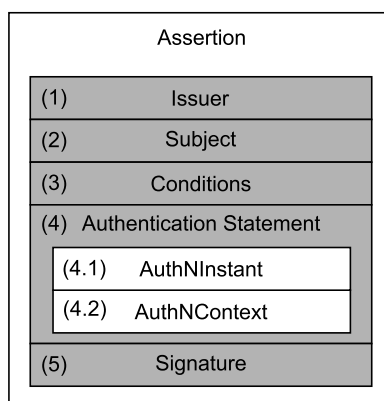 Assertion
(1) Issuer
(2) Subject
(3) Conditions
(4) Authentication Statement
(4.1) AuthNInstant
(4.2) AuthNContext
(5) Signature